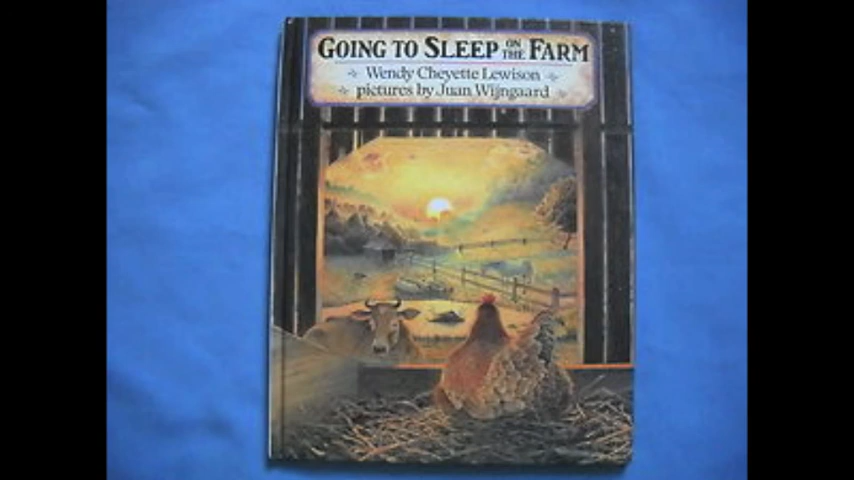 GOING TO SLEEP ON THE FARM
Wendy Cheyette Lewison
pictures by Juan Wijngaard